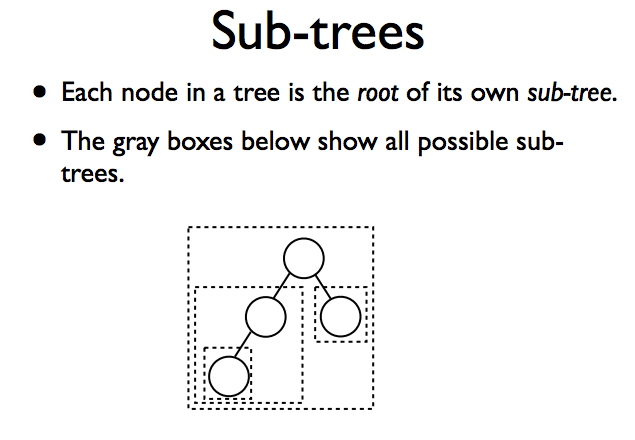 Sub-trees
• Each node in a tree is the root of its own sub-tree.
• The gray boxes below show all possible sub-
trees.